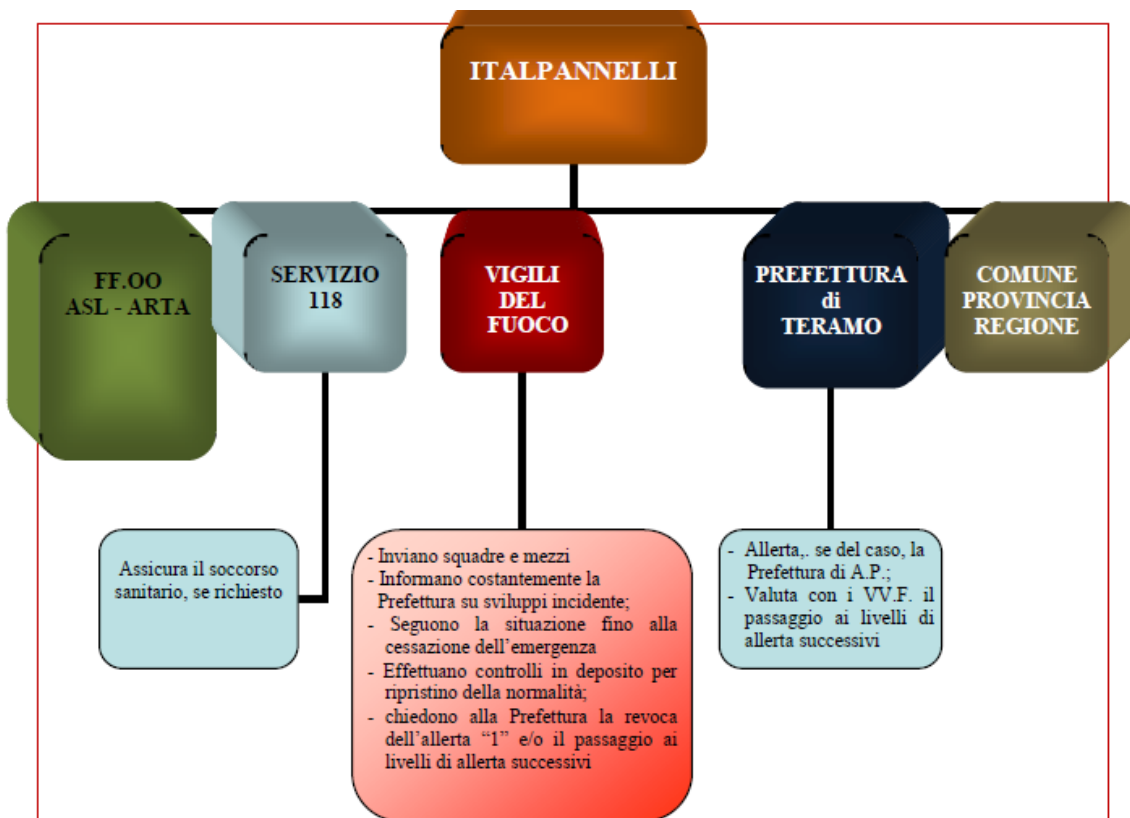 ITALPANNELLI
FF.OO
ASL - ARTA
SERVIZIO
118
VIGILI
DEL
FUOCO
PREFETTURA
di
TERAMO
COMUNE
PROVINCIA
REGIONE
Assicura il soccorso
sanitario, se richiesto
- Inviano squadre e mezzi
- Informano costantemente la
Prefettura su sviluppi incidente;
- Seguono la situazione fino alla
cessazione dell’emergenza
- Effettuano controlli in deposito per
ripristino della normalità;
- chiedono alla Prefettura la revoca
dell’allerta “1” e/o il passaggio ai
livelli di allerta successivi
- Allerta,. se del caso, la
Prefettura di A.P.;
- Valuta con i VV.F. il
passaggio ai livelli di
allerta successivi